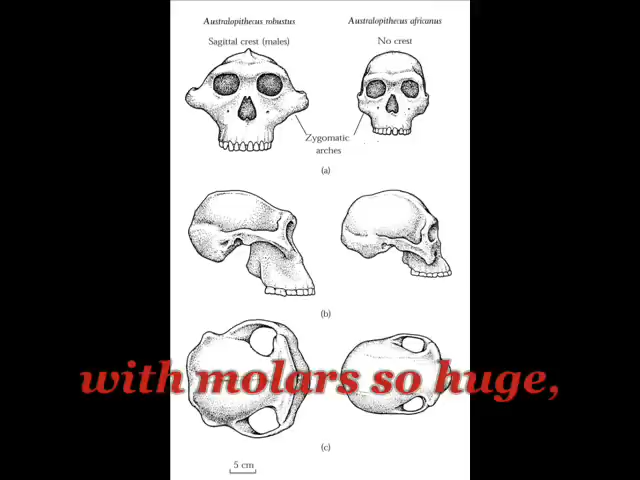 Australopithecus robustus
Australopithecus africanus
Sagittal crest (males)
No crest
Zygomatic
arches
(a)
(b)
with molars so huge,
(c)
5 cm